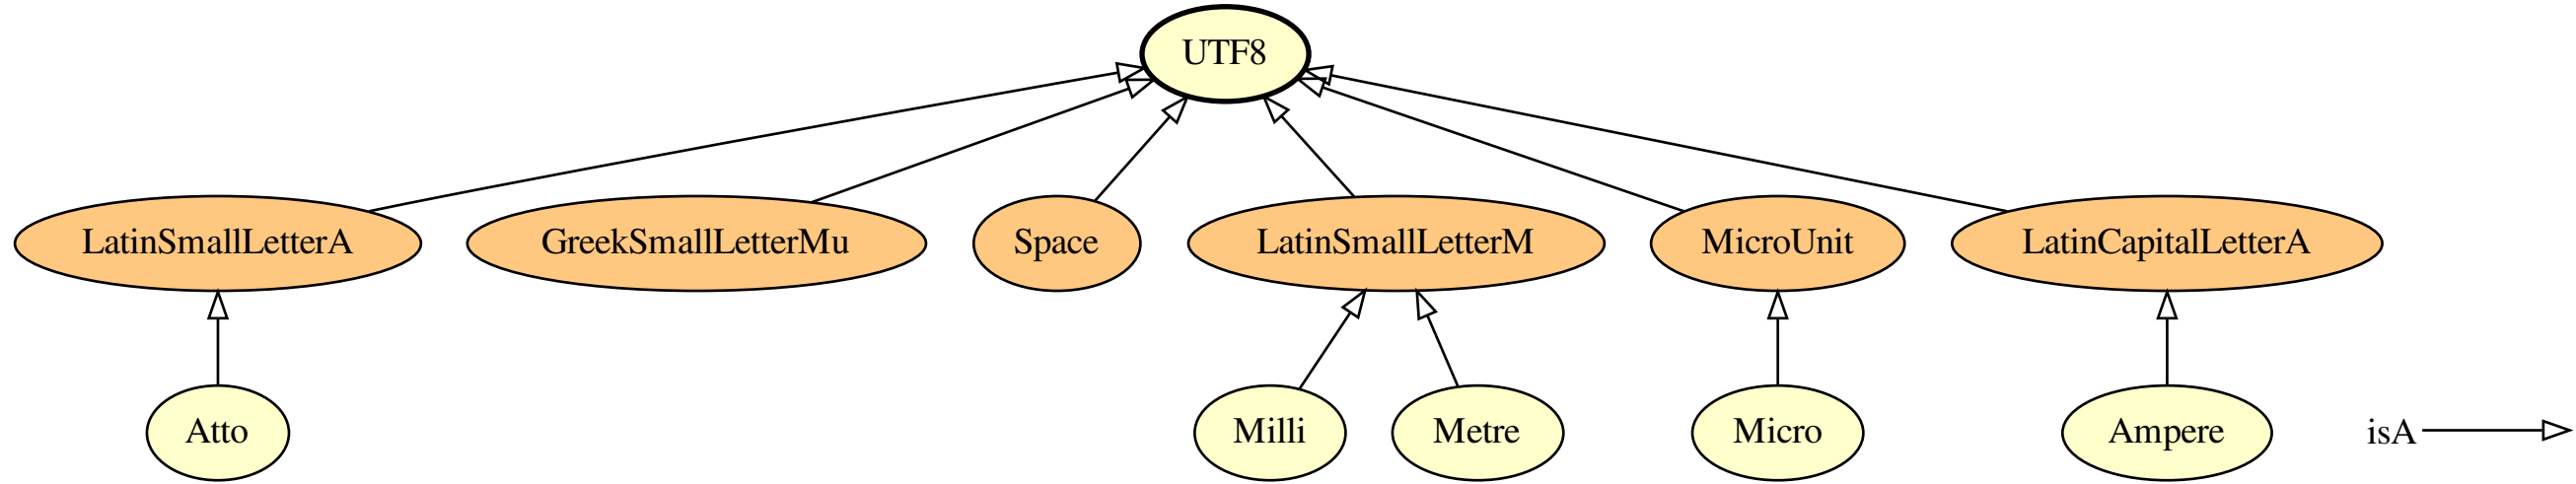 UTF8
LatinSmallLetterA
GreekSmallLetterMu
Space
LatinSmallLetterM
MicroUnit
LatinCapitalLetterA
Atto
Milli
Metre
Micro
Ampere
isA